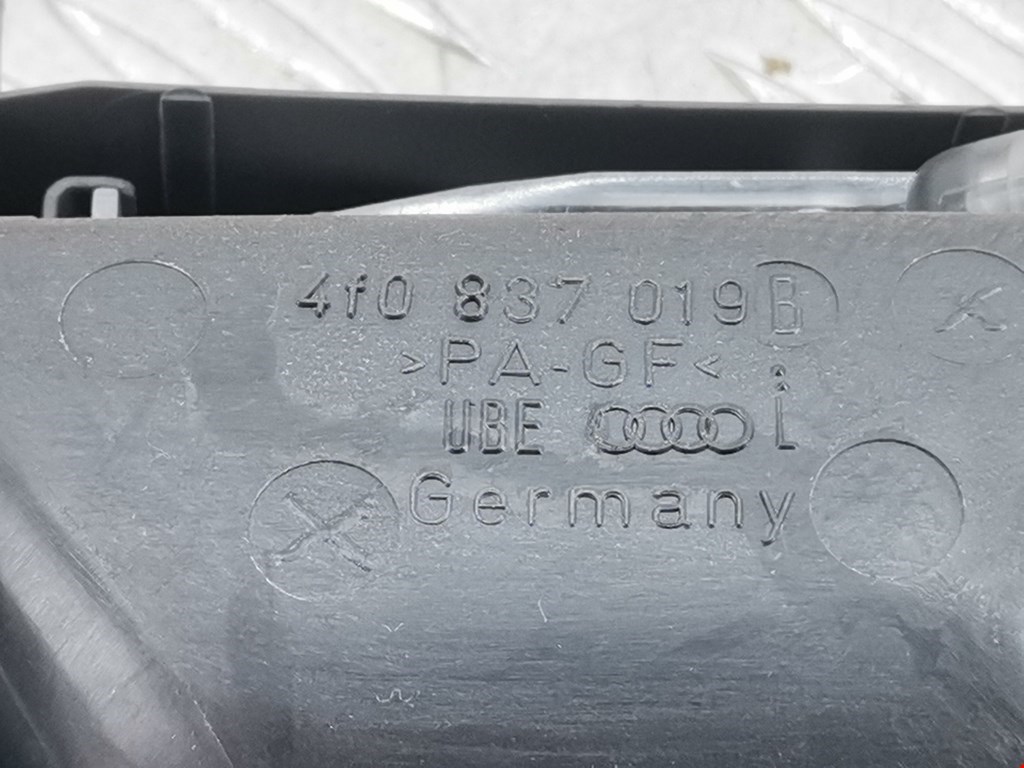 4f0 837 019 B
>PA-GF<
UBE L
Germany